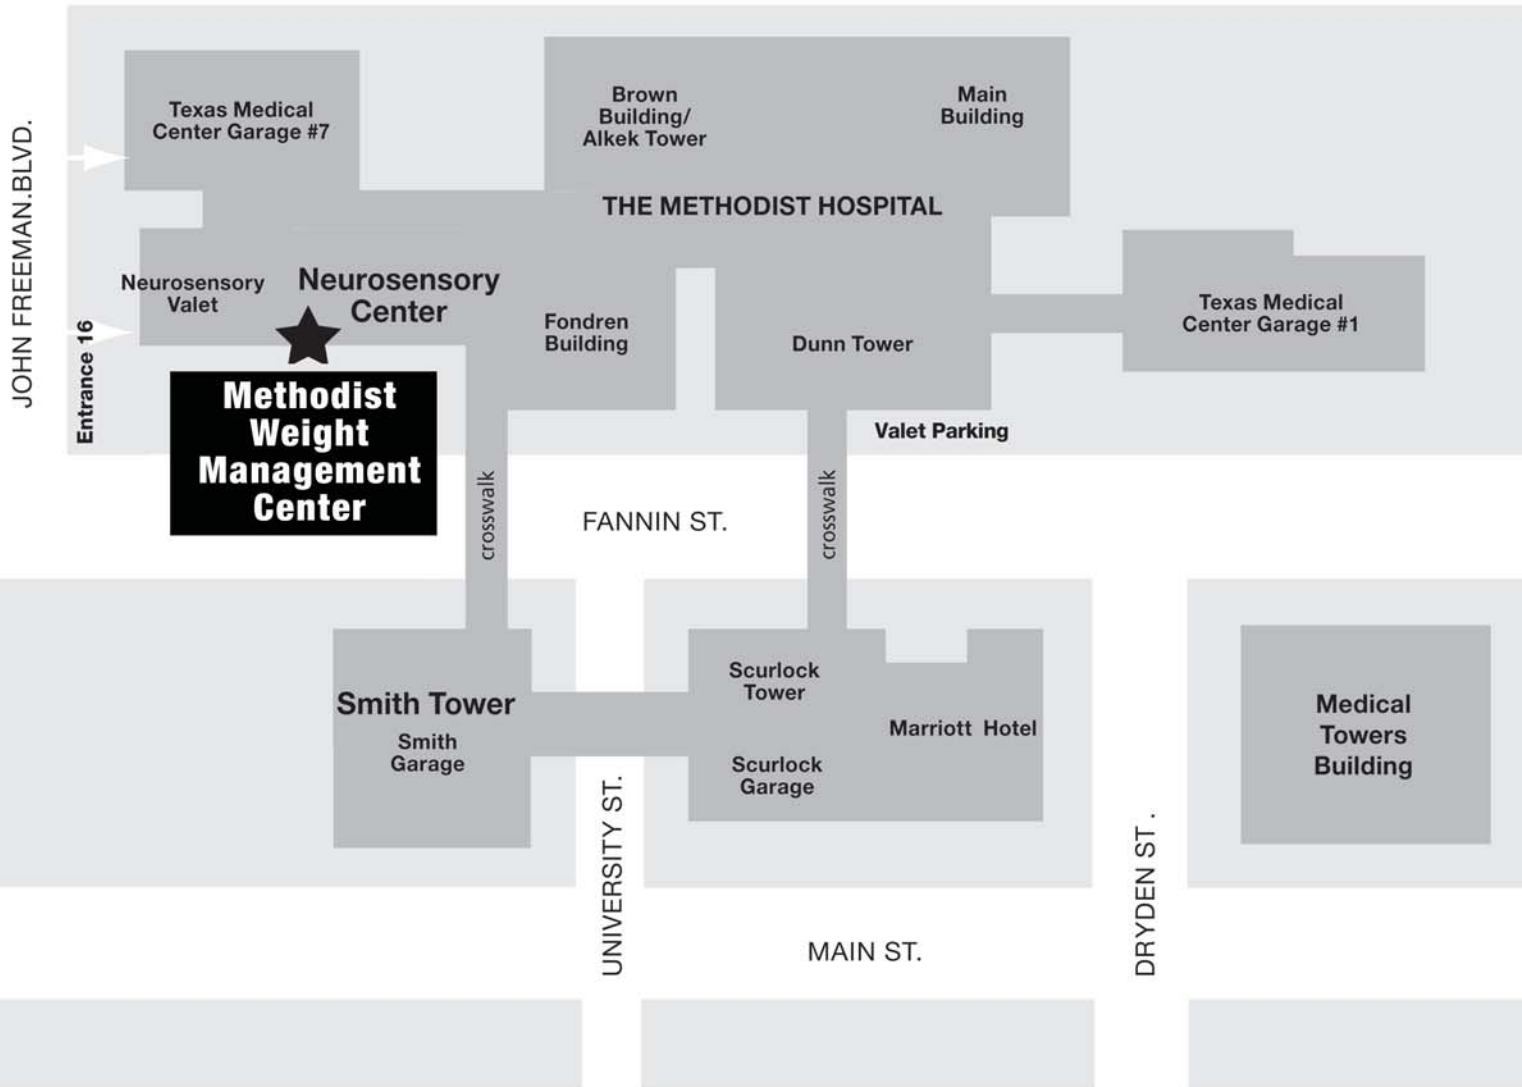 Texas Medical
Center Garage #7
Brown
Building/
Alkek Tower
Main
Building
JOHN FREEMAN.BLVD.
THE METHODIST HOSPITAL
Neurosensory
Valet
Neurosensory
Center
Fondren
Building
Dunn Tower
Texas Medical
Center Garage #1
Entrance 16
Methodist
Weight
Management
Center
Valet Parking
crosswalk
crosswalk
FANNIN ST.
Smith Tower
Smith
Garage
Scurlock
Tower
Scurlock
Garage
Marriott Hotel
Medical
Towers
Building
UNIVERSITY ST.
MAIN ST.
DRYDEN ST .